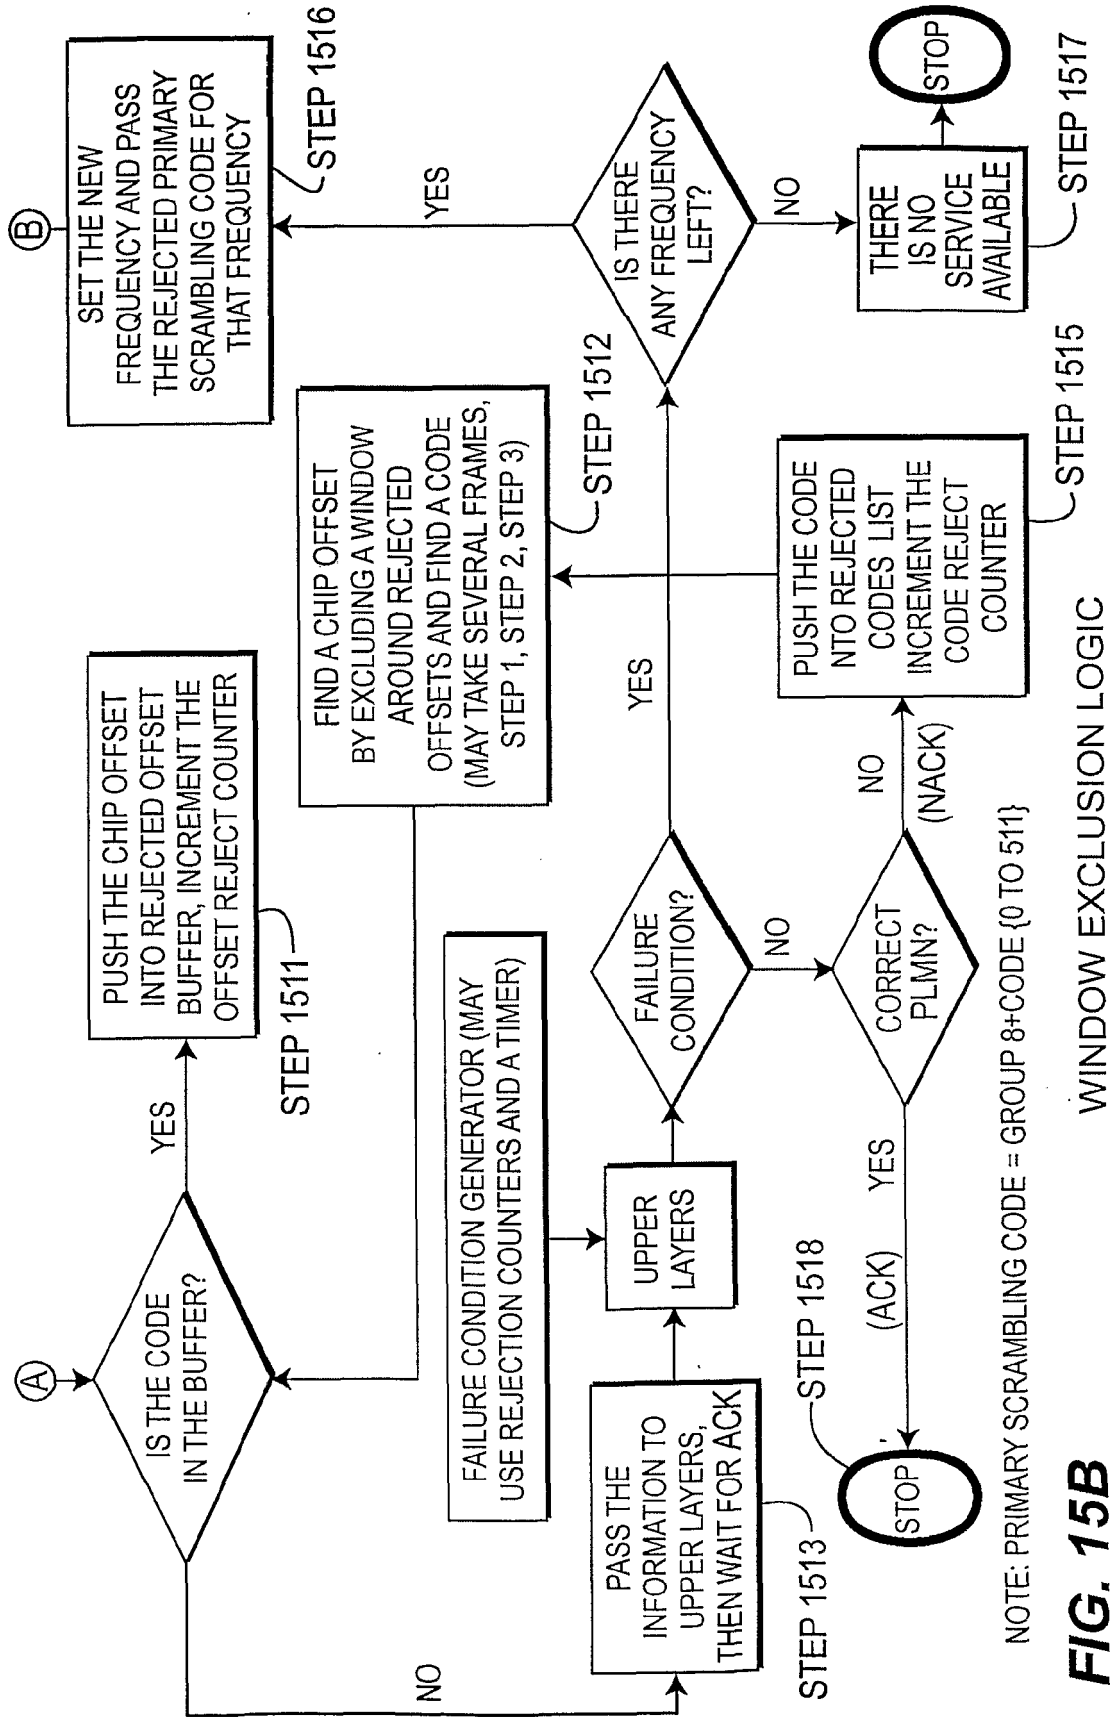 A
IS THE CODE
IN THE BUFFER?
YES
NO
PUSH THE CHIP OFFSET
INTO REJECTED OFFSET
BUFFER, INCREMENT THE
OFFSET REJECT COUNTER
STEP 1511
B
SET THE NEW
FREQUENCY AND PASS
THE REJECTED PRIMARY
SCRAMBLING CODE FOR
THAT FREQUENCY
STEP 1516
FIND A CHIP OFFSET
BY EXCLUDING A WINDOW
AROUND REJECTED
OFFSETS AND FIND A CODE
(MAY TAKE SEVERAL FRAMES,
STEP 1, STEP 2, STEP 3)
STEP 1512
FAILURE CONDITION GENERATOR (MAY
USE REJECTION COUNTERS AND A TIMER)
PASS THE
INFORMATION TO
UPPER LAYERS,
THEN WAIT FOR ACK
STEP 1513
UPPER
LAYERS
FAILURE
CONDITION?
YES
NO
IS THERE
ANY FREQUENCY
LEFT?
YES
NO
THERE
IS NO
SERVICE
AVAILABLE
STEP 1517
STOP
CORRECT
PLMN?
NO
(NACK)
PUSH THE CODE
NTO REJECTED
CODES LIST
INCREMENT THE
CODE REJECT
COUNTER
STEP 1515
YES
(ACK)
STOP
STEP 1518
NOTE: PRIMARY SCRAMBLING CODE = GROUP 8+CODE {0 TO 511}
WINDOW EXCLUSION LOGIC
FIG. 15B